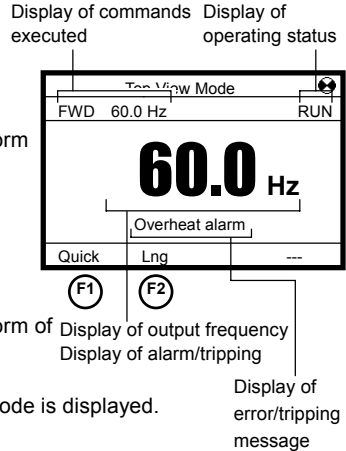 Display of commands executed
Display of operating status
Top View Mode
FWD 60.0 Hz RUN
orm
60.0 Hz
Overheat alarm
Quick Lng ---
F1 F2
orm of
Display of output frequency
Display of alarm/tripping
ode is displayed.
Display of
error/tripping
message